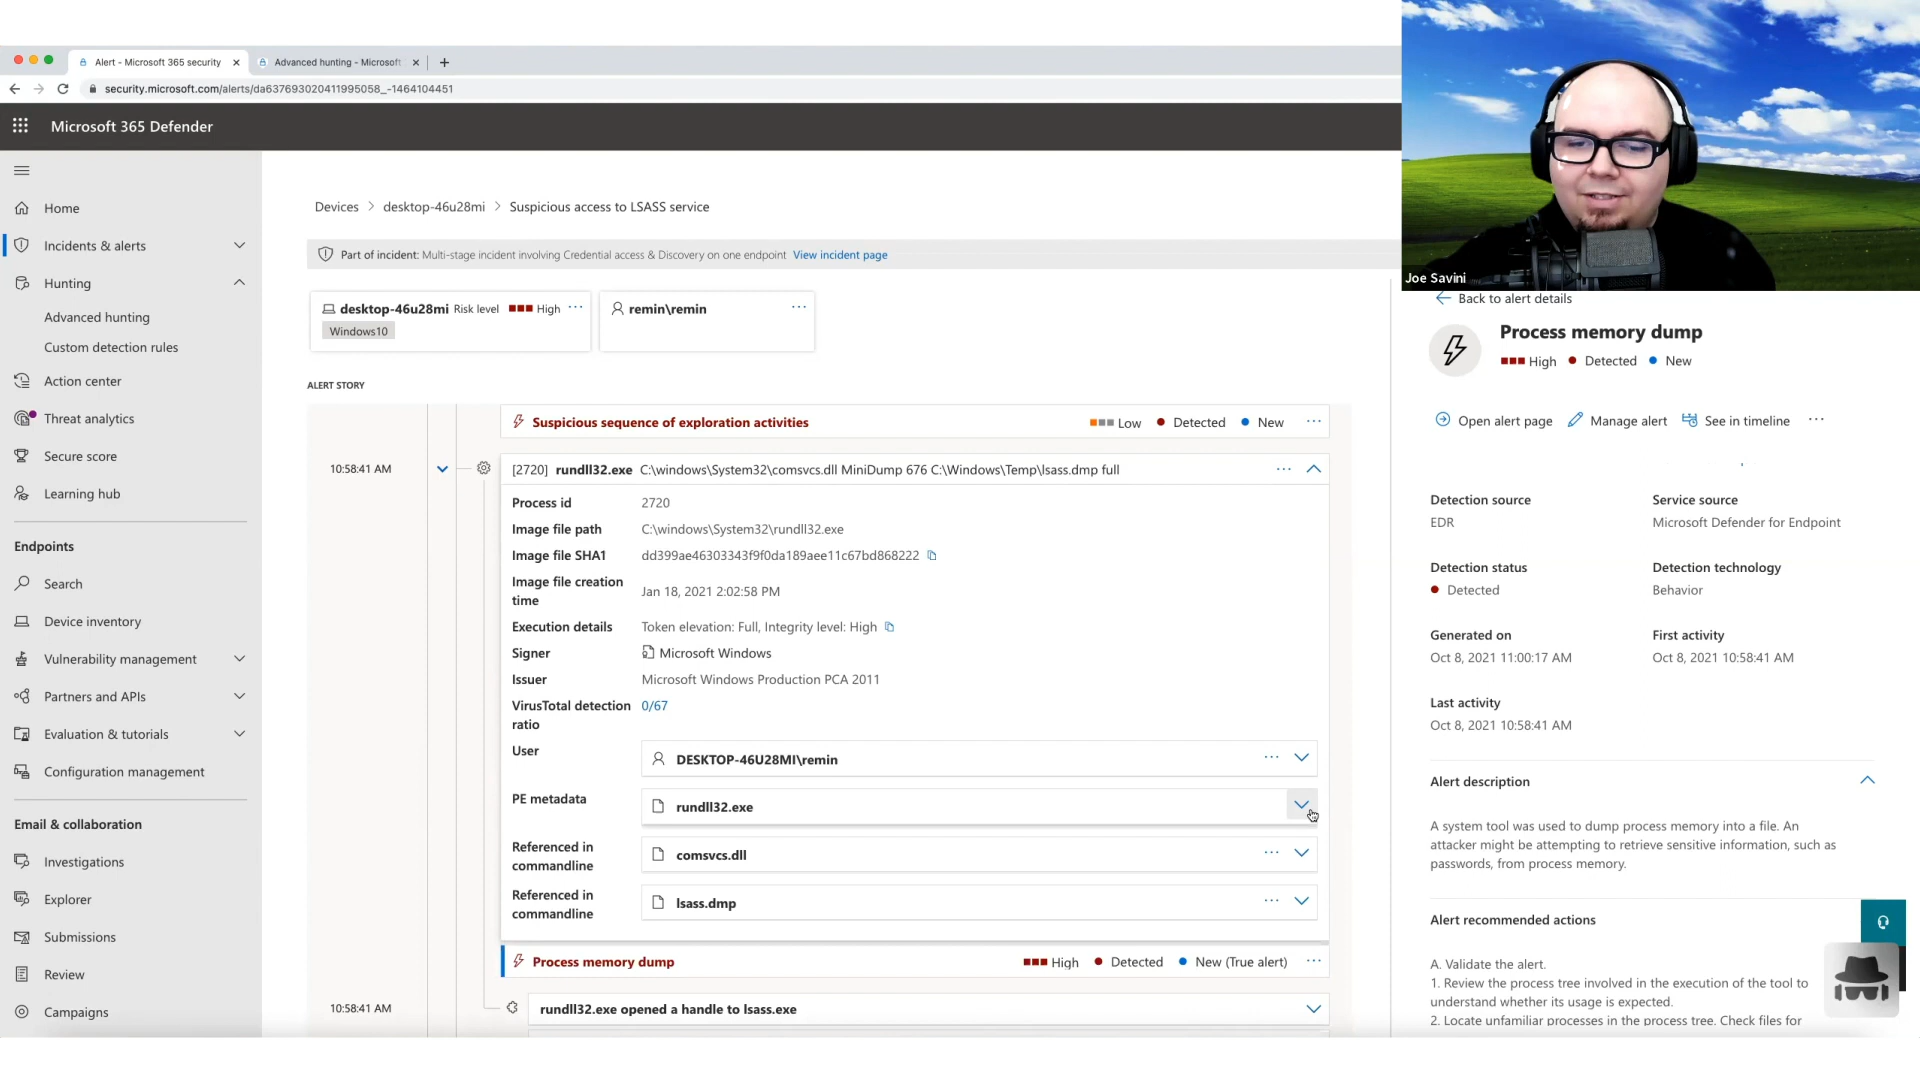 Alert - Microsoft 365 security
Advanced hunting - Microsoft
security.microsoft.com/alerts/da637693020411995058_-1464104451
Microsoft 365 Defender
Home
Incidents & alerts
Hunting
Advanced hunting
Custom detection rules
Action center
Threat analytics
Secure score
Learning hub
Endpoints
Search
Device inventory
Vulnerability management
Partners and APIs
Evaluation & tutorials
Configuration management
Email & collaboration
Investigations
Explorer
Submissions
Review
Campaigns
Devices > desktop-46u28mi > Suspicious access to LSASS service
Part of incident: Multi-stage incident involving Credential access & Discovery on one endpoint View incident page
desktop-46u28mi Risk level High ...
Windows10
remin\remin ...
ALERT STORY
Suspicious sequence of exploration activities Low Detected New ...
10:58:41 AM [2720] rundll32.exe C:\windows\System32\comsvcs.dll MiniDump 676 C:\Windows\Temp\lsass.dmp full ...
Process id 2720
Image file path C:\windows\System32\rundll32.exe
Image file SHA1 dd399ae46303343f9f0da189aee11c67bd868222
Image file creation
time Jan 18, 2021 2:02:58 PM
Execution details Token elevation: Full, Integrity level: High
Signer Microsoft Windows
Issuer Microsoft Windows Production PCA 2011
VirusTotal detection
ratio 0/67
User DESKTOP-46U28MI\remin ...
PE metadata rundll32.exe
Referenced in
commandline comsvcs.dll ...
Referenced in
commandline lsass.dmp ...
Process memory dump High Detected New (True alert) ...
10:58:41 AM rundll32.exe opened a handle to lsass.exe
Joe Savini
Back to alert details
Process memory dump
High Detected New
Open alert page Manage alert See in timeline ...
Detection source Service source
EDR Microsoft Defender for Endpoint
Detection status Detection technology
Detected Behavior
Generated on First activity
Oct 8, 2021 11:00:17 AM Oct 8, 2021 10:58:41 AM
Last activity
Oct 8, 2021 10:58:41 AM
Alert description
A system tool was used to dump process memory into a file. An
attacker might be attempting to retrieve sensitive information, such as
passwords, from process memory.
Alert recommended actions
A. Validate the alert.
1. Review the process tree involved in the execution of the tool to
understand whether its usage is expected.
2. Locate unfamiliar processes in the process tree. Check files for